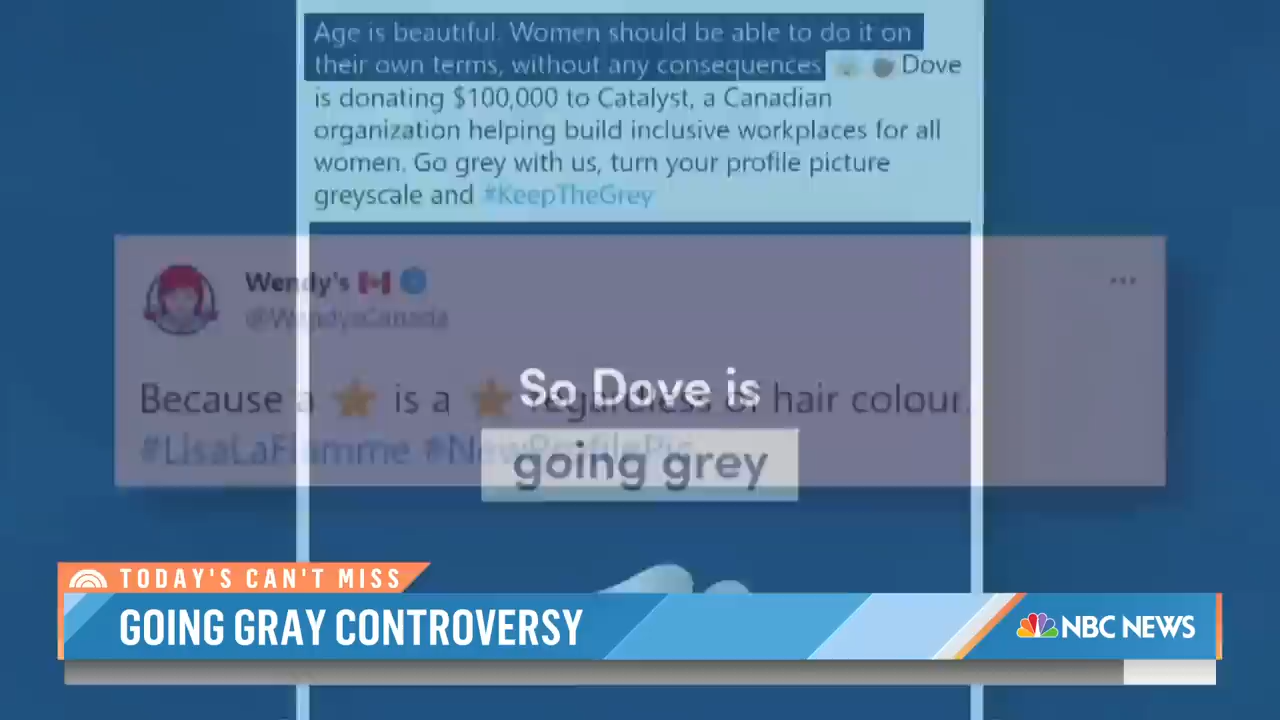 Age is beautiful. Women should be able to do it on
their own terms, without any consequences Dove
is donating $100,000 to Catalyst, a Canadian
organization helping build inclusive workplaces for all
women. Go grey with us, turn your profile picture
greyscale and #KeepTheGrey
Wendy's
@WendysCanada
Because a ⭐ is a ⭐ regardless of hair colour.
#LisaLaFlamme #NewProfilePic
So Dove is
going grey
TODAY'S CAN'T MISS
GOING GRAY CONTROVERSY
NBC NEWS